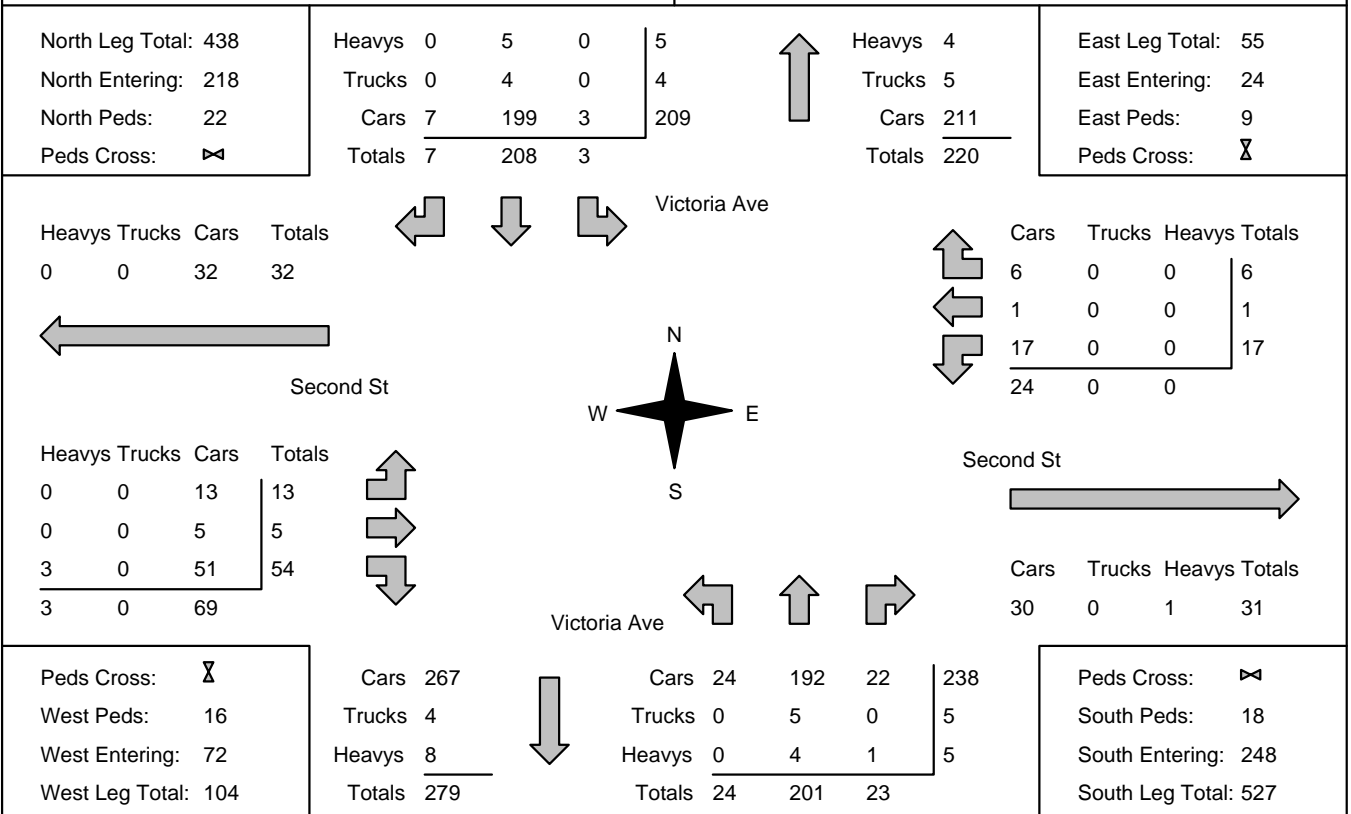 North Leg Total: 438
North Entering: 218
North Peds: 22
Peds Cross:
Heavys 0 5 0 5
Trucks 0 4 0 4
Cars 7 199 3 209
Totals 7 208 3
Heavys 4
Trucks 5
Cars 211
Totals 220
East Leg Total: 55
East Entering: 24
East Peds: 9
Peds Cross:
Victoria Ave
Heavys Trucks Cars Totals
0 0 32 32
Cars Trucks Heavys Totals
6 0 0 6
1 0 0 1
17 0 0 17
24 0 0
Second St
N
W E
S
Heavys Trucks Cars Totals
0 0 13 13
0 0 5 5
3 0 51 54
3 0 69
Second St
Cars Trucks Heavys Totals
30 0 1 31
Victoria Ave
Peds Cross:
West Peds: 16
West Entering: 72
West Leg Total: 104
Cars 267
Trucks 4
Heavys 8
Totals 279
Cars 24 192 22 238
Trucks 0 5 0 5
Heavys 0 4 1 5
Totals 24 201 23
Peds Cross:
South Peds: 18
South Entering: 248
South Leg Total: 527